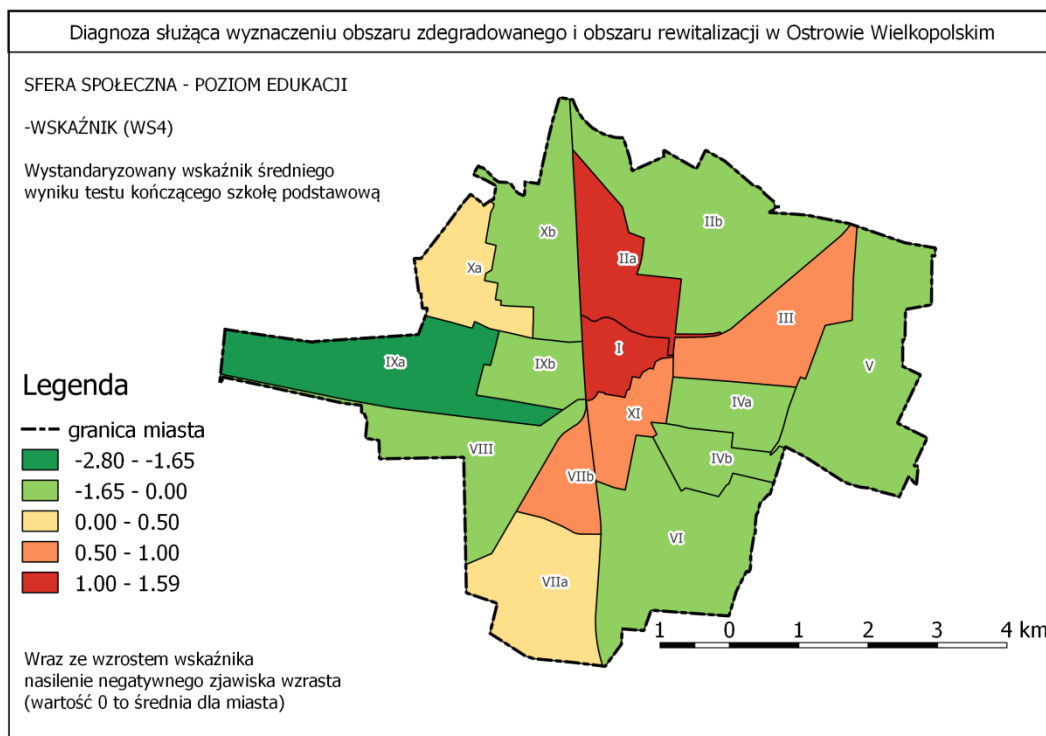 Diagnoza służąca wyznaczeniu obszaru zdegradowanego i obszaru rewitalizacji w Ostrowie Wielkopolskim
SFERA SPOŁECZNA - POZIOM EDUKACJI
-WSKAŹNIK (WS4)
Wystandaryzowany wskaźnik średniego
wyniku testu kończącego szkołę podstawową
Xb
IIb
Xa
IIa
III
I
V
IXa
IXb
IVa
XI
VIII
IVb
VIIb
VI
VIIa
Legenda
granica miasta
-2.80 - -1.65
-1.65 - 0.00
0.00 - 0.50
0.50 - 1.00
1.00 - 1.59
1 0 1 2 3 4 km
Wraz ze wzrostem wskaźnika
nasilenie negatywnego zjawiska wzrasta
(wartość 0 to średnia dla miasta)